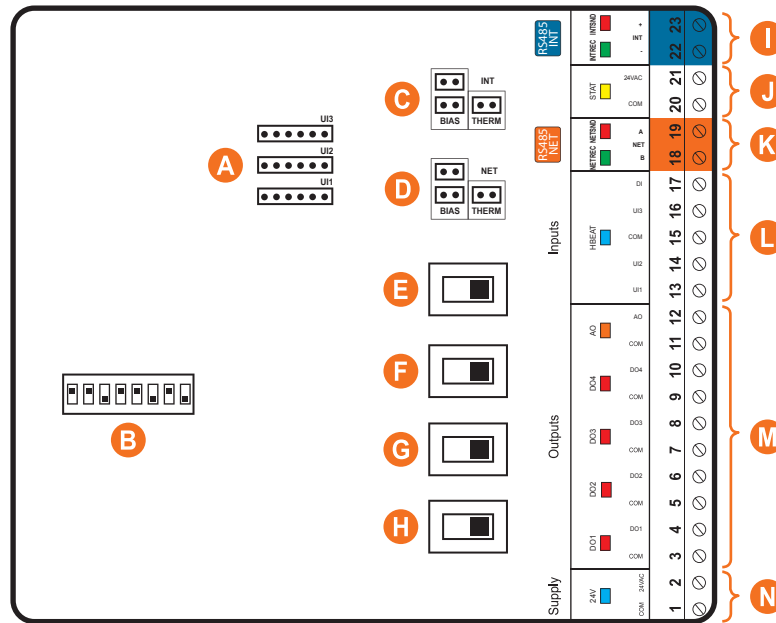 UI3
UI2
UI1
A
B
C
INT
BIAS
THERM
D
NET
BIAS
THERM
E
F
G
H
RS485
INT
INTREC
INTSND
+
INT
-
23
22
I
STAT
24VAC
COM
21
20
J
RS485
NET
NETREC
NETSND
A
NET
B
19
18
K
Inputs
HBEAT
DI
UI3
COM
UI2
UI1
17
16
15
14
13
L
Outputs
AO
DO4
DO3
DO2
DO1
AO
COM
DO4
COM
DO3
COM
DO2
COM
DO1
COM
12
11
10
9
8
7
6
5
4
3
M
Supply
24V
24VAC
COM
2
1
N